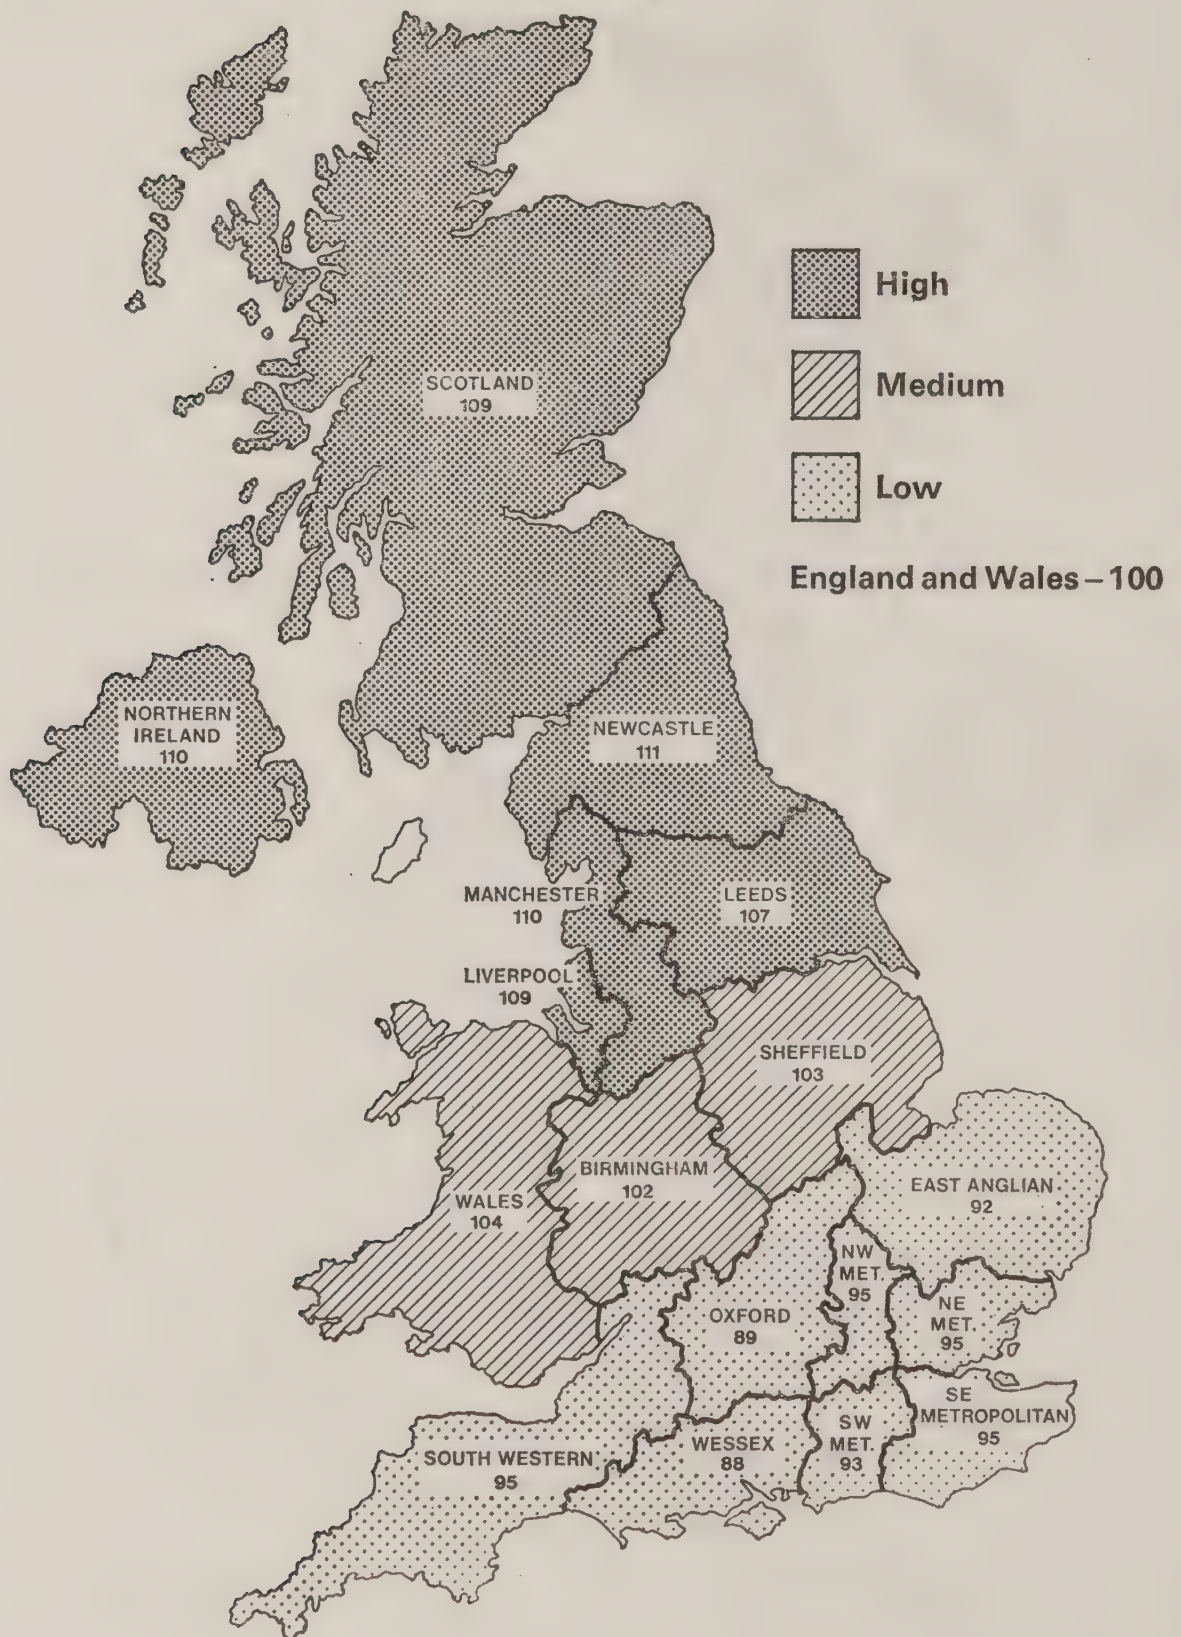 High
Medium
Low
England and Wales – 100
SCOTLAND
109
NORTHERN
IRELAND
110
NEWCASTLE
111
MANCHESTER
110
LEEDS
107
LIVERPOOL
109
SHEFFIELD
103
BIRMINGHAM
102
WALES
104
EAST ANGLIAN
92
NW
MET.
95
OXFORD
89
NE
MET.
95
SE
METROPOLITAN
95
SW
MET.
93
WESSEX
88
SOUTH WESTERN
95